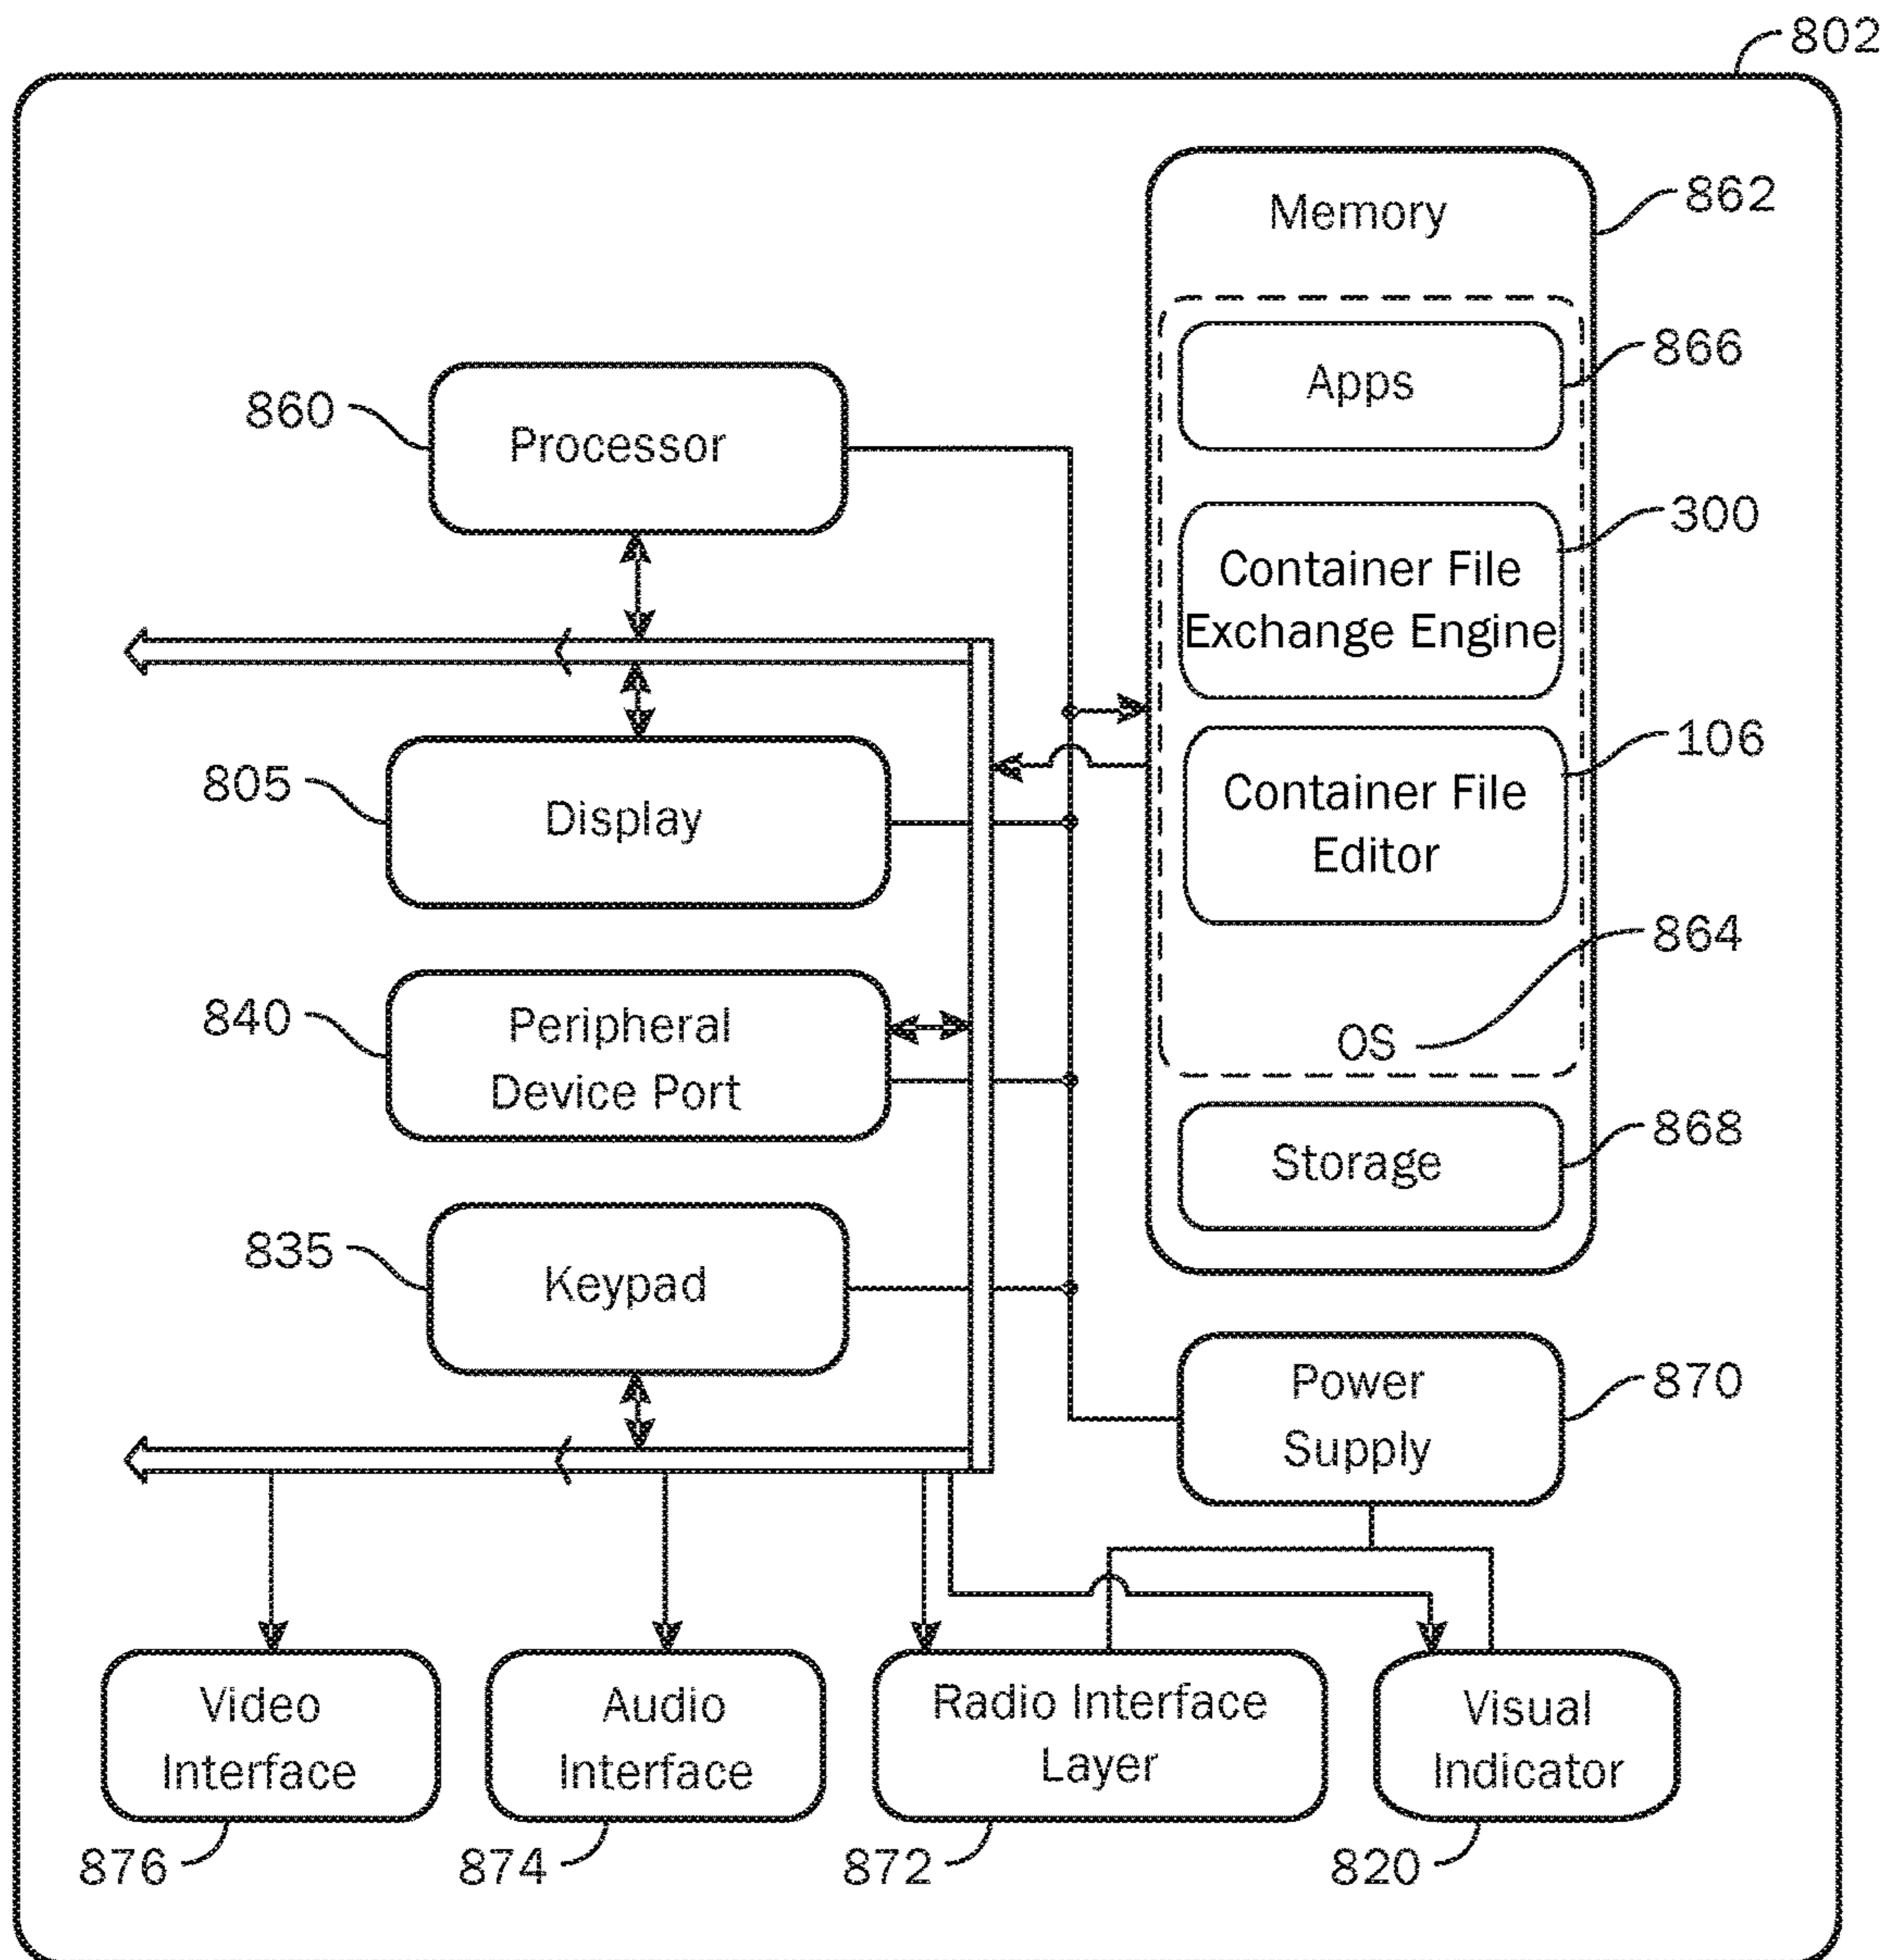 802
Memory
862
Apps
866
860
Processor
300
Container File
Exchange Engine
106
805
Display
Container File
Editor
864
840
Peripheral
Device Port
OS
868
Storage
835
Keypad
Power
Supply
870
Video
Interface
Audio
Interface
Radio Interface
Layer
Visual
Indicator
876
874
872
820